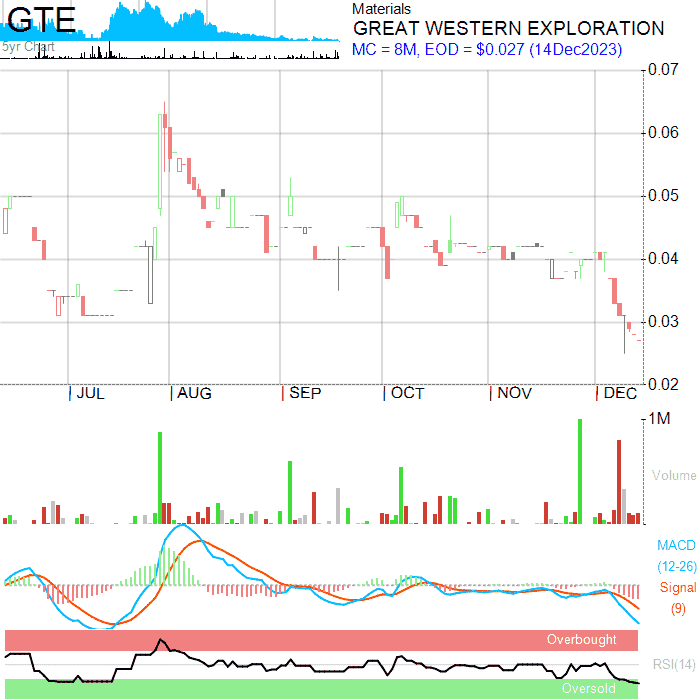 GTE
5yr Chart
Materials
GREAT WESTERN EXPLORATION
MC = 8M, EOD = $0.027 (14Dec2023)
0.07
0.06
0.05
0.04
0.03
0.02
JUL
AUG
SEP
OCT
NOV
DEC
1M
Volume
MACD
(12-26)
Signal
(9)
Overbought
RSI(14)
Oversold